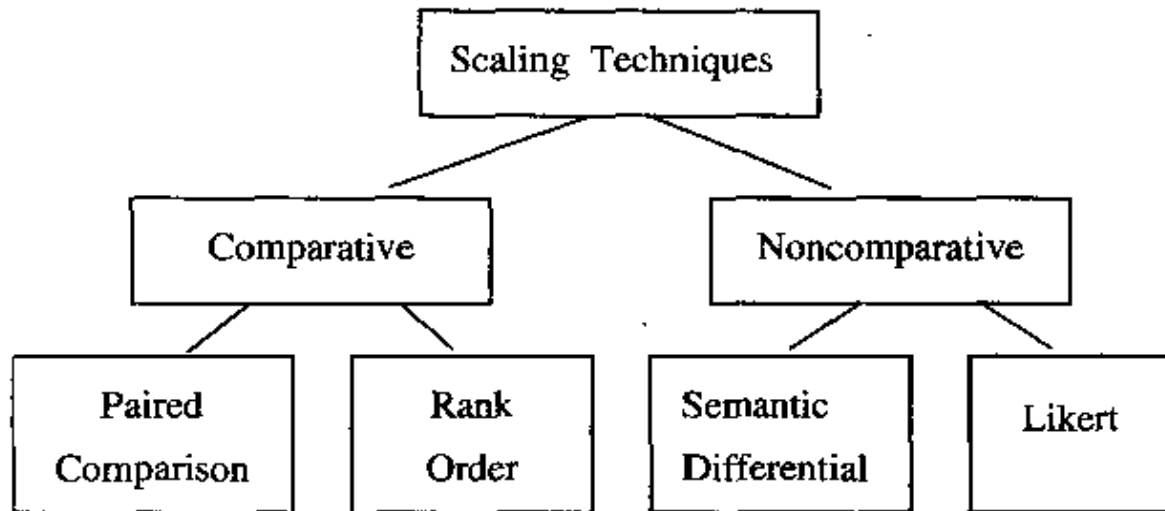 Scaling Techniques
Comparative
Noncomparative
Paired
Comparison
Rank
Order
Semantic
Differential
Likert